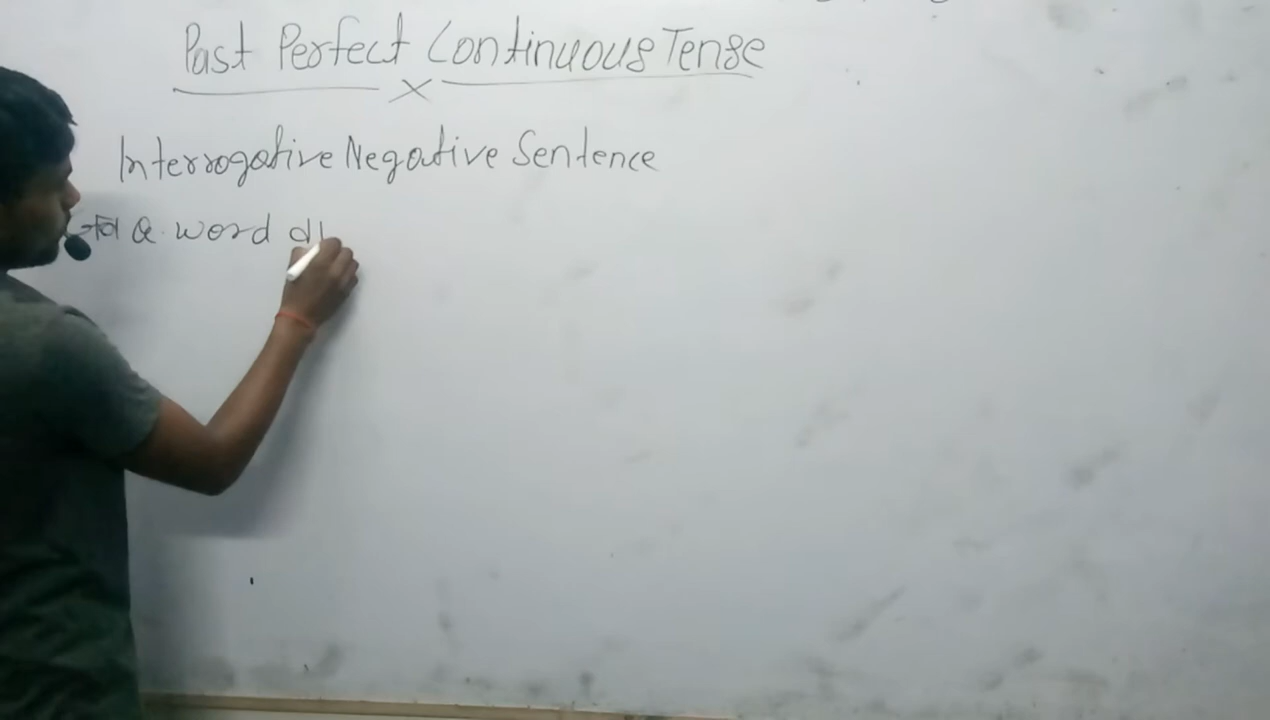 Past Perfect Continuous Tense
Interrogative Negative Sentence
Q. word